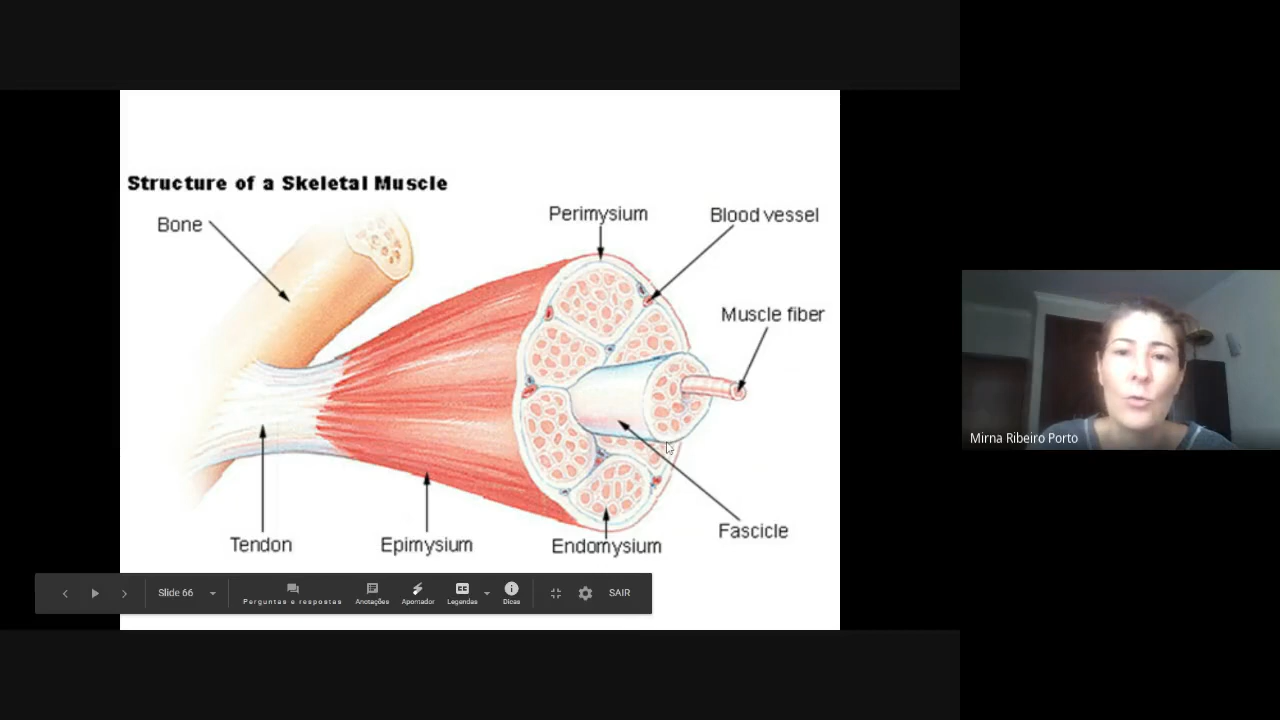 Structure of a Skeletal Muscle
Bone
Perimysium
Blood vessel
Muscle fiber
Tendon
Epimysium
Endomysium
Fascicle
Slide 66
Perguntas e respostas
Anotações
Apontador
CC
Legendas
Dicas
SAIR
Mirna Ribeiro Porto